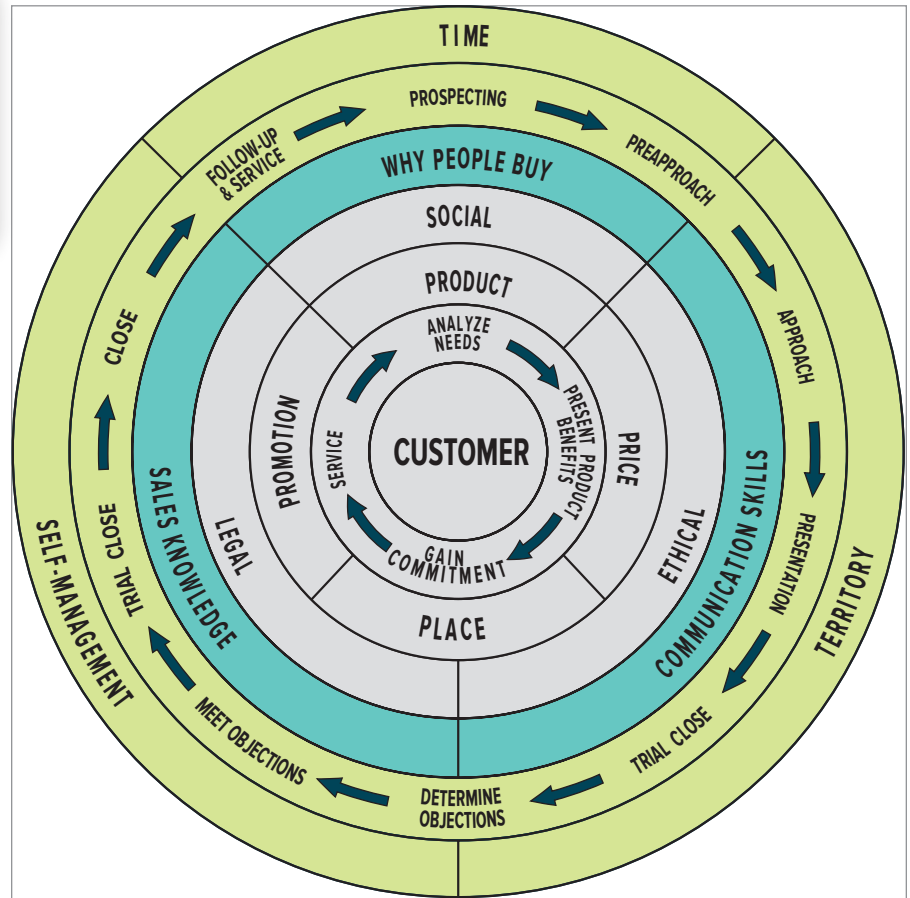 TIME
PROSPECTING
PREAPPROACH
APPROACH
PRESENTATION
TRIAL CLOSE
DETERMINE
OBJECTIONS
MEET OBJECTIONS
TRIAL CLOSE
CLOSE
FOLLOW-UP
& SERVICE
TERRITORY
SELF-MANAGEMENT
WHY PEOPLE BUY
COMMUNICATION SKILLS
SALES KNOWLEDGE
SOCIAL
ETHICAL
LEGAL
PRODUCT
PRICE
PLACE
PROMOTION
ANALYZE
NEEDS
PRESENT PRODUCT
BENEFITS
GAIN
COMMITMENT
SERVICE
CUSTOMER